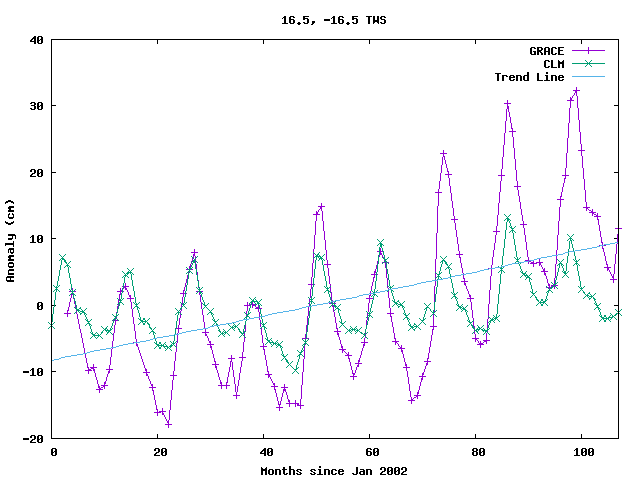 16.5, -16.5 TWS
GRACE
CLM
Trend Line
40
30
20
10
0
-10
-20
Anomaly (cm)
0 20 40 60 80 100
Months since Jan 2002